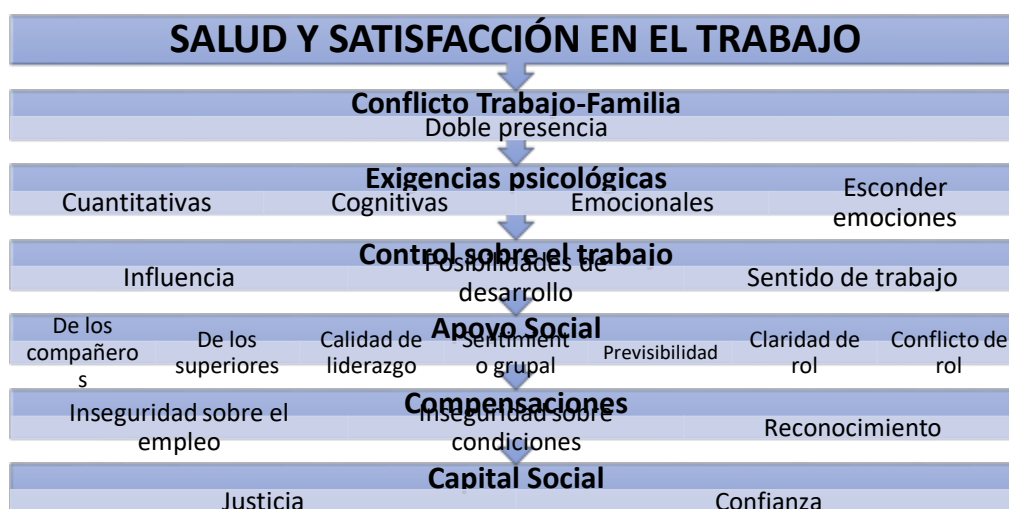 SALUD Y SATISFACCIÓN EN EL TRABAJO
Conflicto Trabajo-Familia
Doble presencia
Exigencias psicológicas
Cuantitativas
Cognitivas
Emocionales
Esconder
emociones
Control sobre el trabajo
Influencia
Posibilidades de
desarrollo
Sentido de trabajo
Apoyo Social
De los
compañero
s
De los
superiores
Calidad de
liderazgo
Sentimient
o grupal
Previsibilidad
Claridad de
rol
Conflicto de
rol
Compensaciones
Inseguridad sobre el
empleo
Inseguridad sobre
condiciones
Reconocimiento
Capital Social
Justicia
Confianza